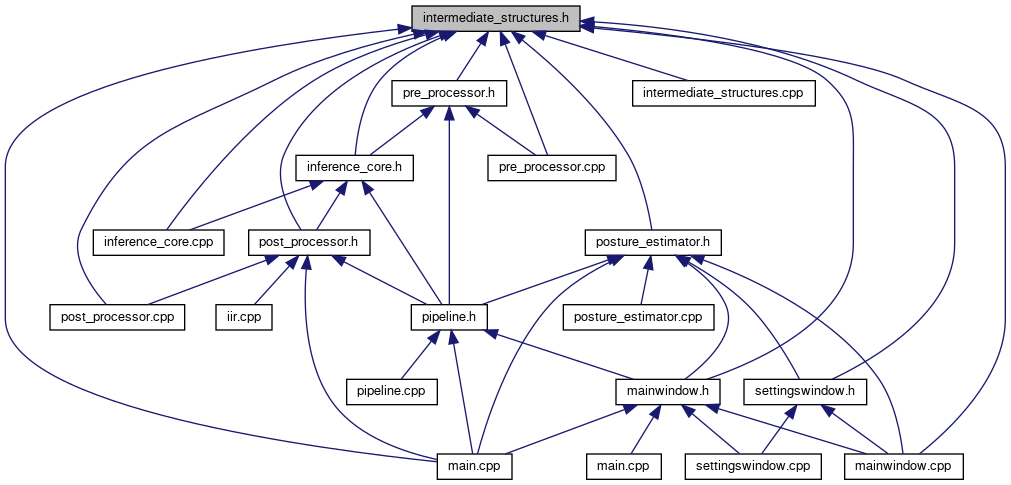 intermediate_structures.h
pre_processor.h
intermediate_structures.cpp
inference_core.h
pre_processor.cpp
inference_core.cpp
post_processor.h
posture_estimator.h
post_processor.cpp
iir.cpp
pipeline.h
posture_estimator.cpp
pipeline.cpp
mainwindow.h
settingswindow.h
main.cpp
main.cpp
settingswindow.cpp
mainwindow.cpp